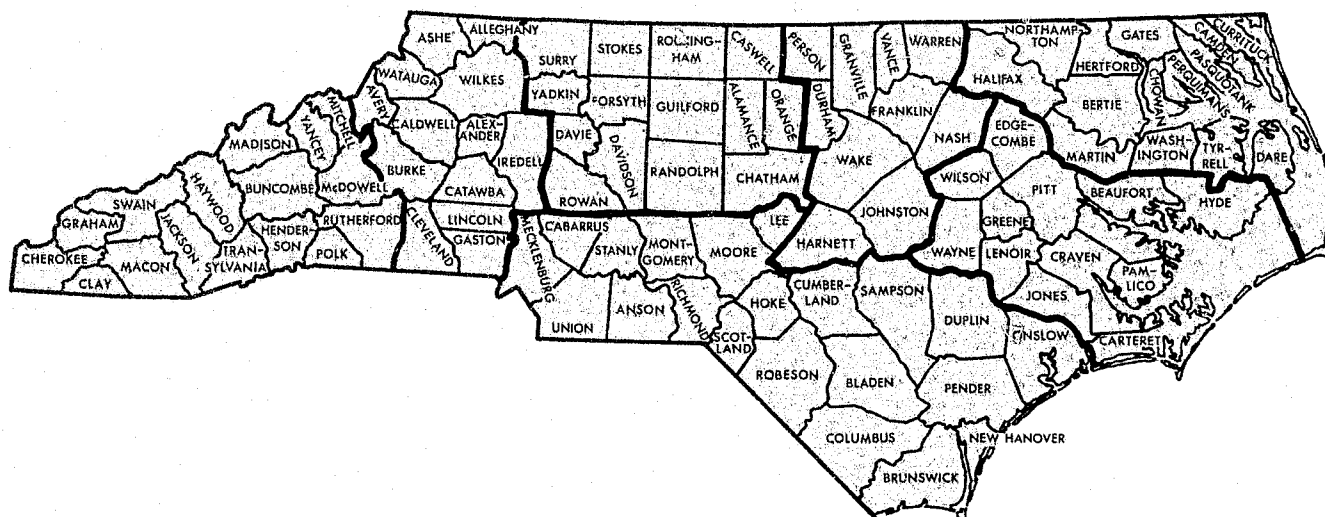 ASHE
ALLEGHANY
SURRY
STOKES
ROCKING-
HAM
CASWELL
PERSON
GRANVILLE
VANCE
WARREN
NORTHAMP-
TON
GATES
CURRITUCK
CAMDEN
PASQUOTANK
PERQUIMANS
CHOWAN
HERTFORD
HALIFAX
BERTIE
WATAUGA
WILKES
YADKIN
FORSYTH
GUILFORD
ALAMANCE
ORANGE
DURHAM
FRANKLIN
NASH
EDGE-
COMBE
MARTIN
WASH-
INGTON
TYR-
RELL
DARE
MITCHELL
AVERY
YANCEY
MADISON
CALDWELL
ALEX-
ANDER
IREDELL
DAVIE
DAVIDSON
RANDOLPH
CHATHAM
WAKE
WILSON
PITT
BEAUFORT
HYDE
HAYWOOD
BUNCOMBE
McDOWELL
BURKE
CATAWBA
ROWAN
SWAIN
GRAHAM
JACKSON
RUTHERFORD
CLEVELAND
LINCOLN
GASTON
MECKLENBURG
CABARRUS
STANLY
MONT-
GOMERY
MOORE
LEE
HARNETT
JOHNSTON
GREENE
WAYNE
LENOIR
CRAVEN
PAM-
LICO
CHEROKEE
CLAY
MACON
TRAN-
SYLVANIA
HENDER-
SON
POLK
UNION
ANSON
RICHMOND
SCOT-
LAND
HOKE
CUMBER-
LAND
SAMPSON
DUPLIN
JONES
ONSLOW
CARTERET
ROBESON
BLADEN
PENDER
COLUMBUS
NEW HANOVER
BRUNSWICK